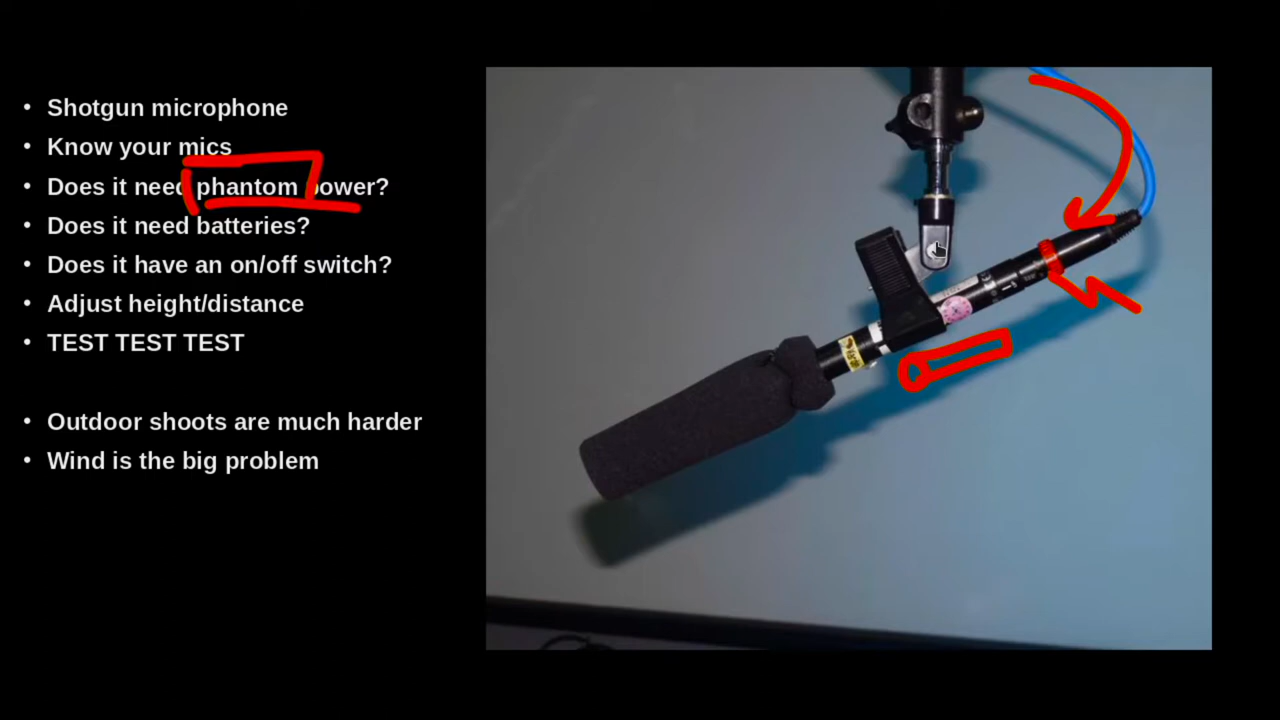 Shotgun microphone
Know your mics
Does it need phantom power?
Does it need batteries?
Does it have an on/off switch?
Adjust height/distance
TEST TEST TEST
Outdoor shoots are much harder
Wind is the big problem